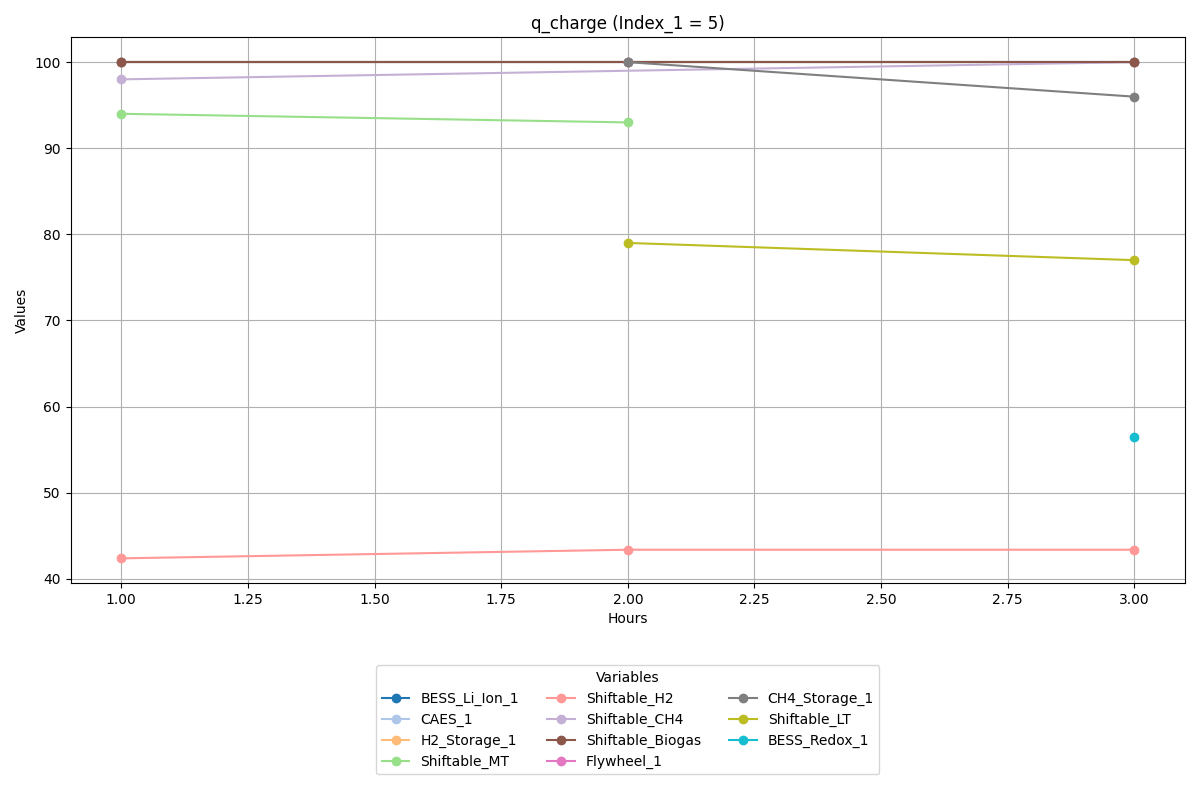 q_charge (Index_1 = 5)
100
90
80
70
60
50
40
Values
1.00 1.25 1.50 1.75 2.00 2.25 2.50 2.75 3.00
Hours
Variables
BESS_Li_Ion_1 Shiftable_H2 CH4_Storage_1
CAES_1 Shiftable_CH4 Shiftable_LT
H2_Storage_1 Shiftable_Biogas BESS_Redox_1
Shiftable_MT Flywheel_1